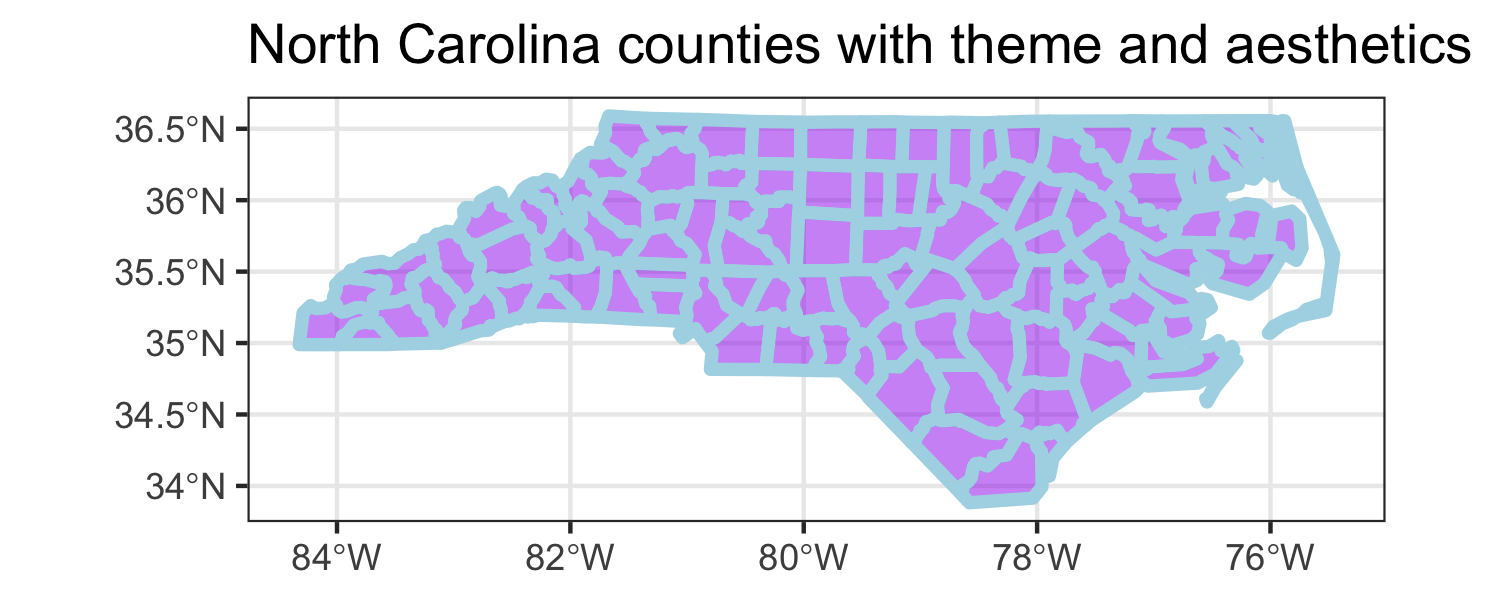 North Carolina counties with theme and aesthetics
36.5°N
36°N
35.5°N
35°N
34.5°N
34°N
84°W 82°W 80°W 78°W 76°W